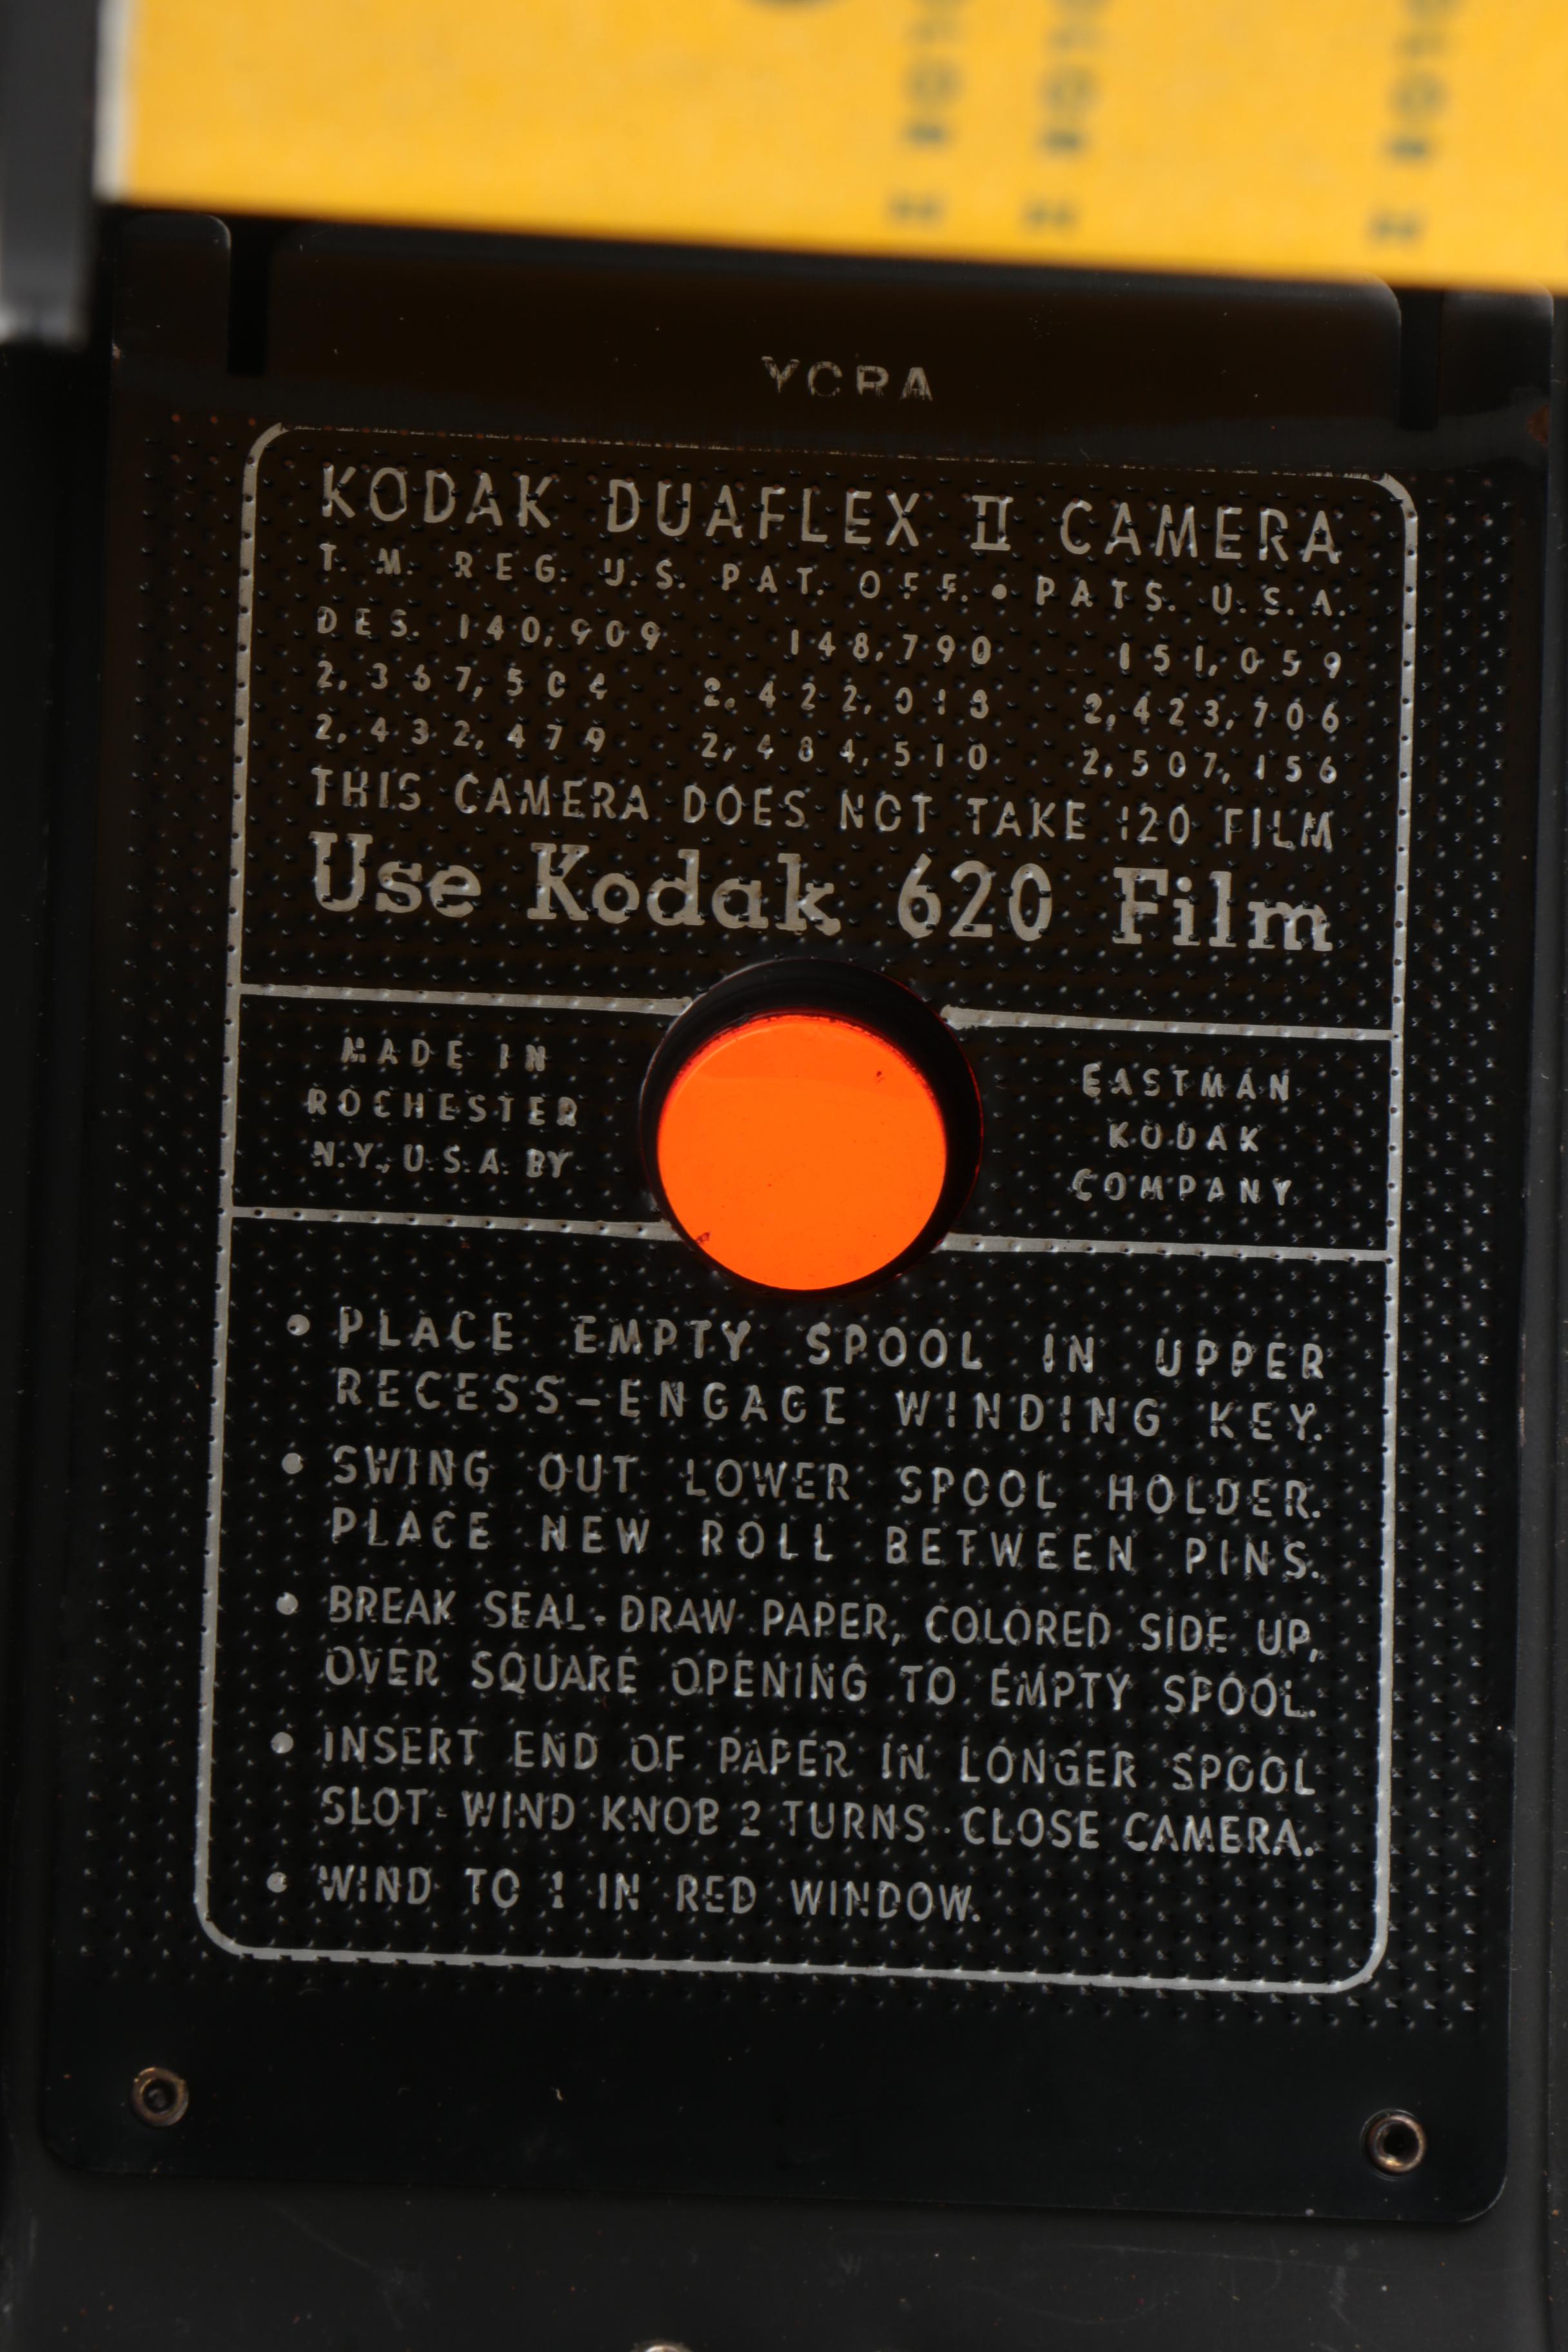 YCRA
KODAK DUAFLEX II CAMERA
T. M. REG. U.S. PAT. OFF. • PATS. U.S.A.
DES. 140,909 148,790 151,059
2,367,504 2,422,013 2,423,706
2,432,479 2,484,510 2,507,156
THIS CAMERA DOES NOT TAKE 120 FILM
Use Kodak 620 Film
MADE IN
ROCHESTER
N.Y., U.S.A. BY
EASTMAN
KODAK
COMPANY
• PLACE EMPTY SPOOL IN UPPER
RECESS-ENGAGE WINDING KEY.
• SWING OUT LOWER SPOOL HOLDER.
PLACE NEW ROLL BETWEEN PINS.
• BREAK SEAL-DRAW PAPER, COLORED SIDE UP,
OVER SQUARE OPENING TO EMPTY SPOOL.
• INSERT END OF PAPER IN LONGER SPOOL
SLOT-WIND KNOB 2 TURNS-CLOSE CAMERA.
• WIND TO 1 IN RED WINDOW.